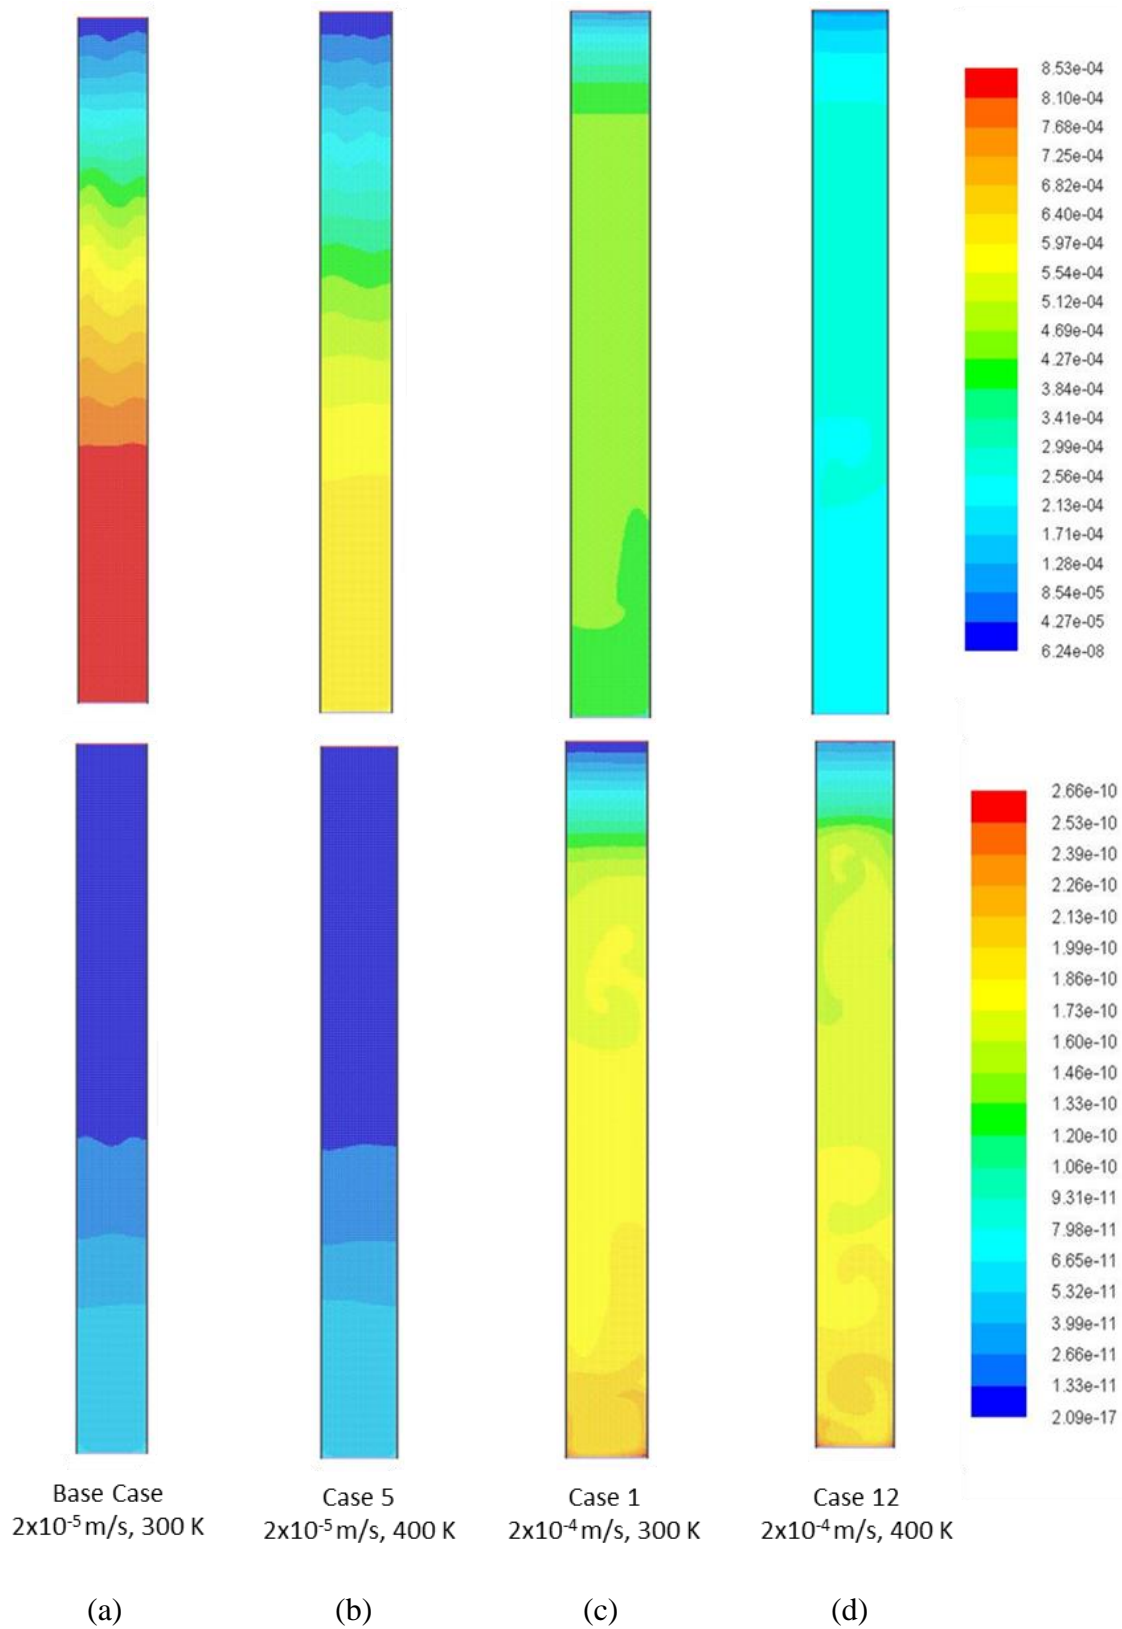 8.53e-04
8.10e-04
7.68e-04
7.25e-04
6.82e-04
6.40e-04
5.97e-04
5.54e-04
5.12e-04
4.69e-04
4.27e-04
3.84e-04
3.41e-04
2.99e-04
2.56e-04
2.13e-04
1.71e-04
1.28e-04
8.54e-05
4.27e-05
6.24e-08
2.66e-10
2.53e-10
2.39e-10
2.26e-10
2.13e-10
1.99e-10
1.86e-10
1.73e-10
1.60e-10
1.46e-10
1.33e-10
1.20e-10
1.06e-10
9.31e-11
7.98e-11
6.65e-11
5.32e-11
3.99e-11
2.66e-11
1.33e-11
2.09e-17
Base Case
2x10⁻⁵ m/s, 300 K
Case 5
2x10⁻⁵ m/s, 400 K
Case 1
2x10⁻⁴ m/s, 300 K
Case 12
2x10⁻⁴ m/s, 400 K
(a) (b) (c) (d)